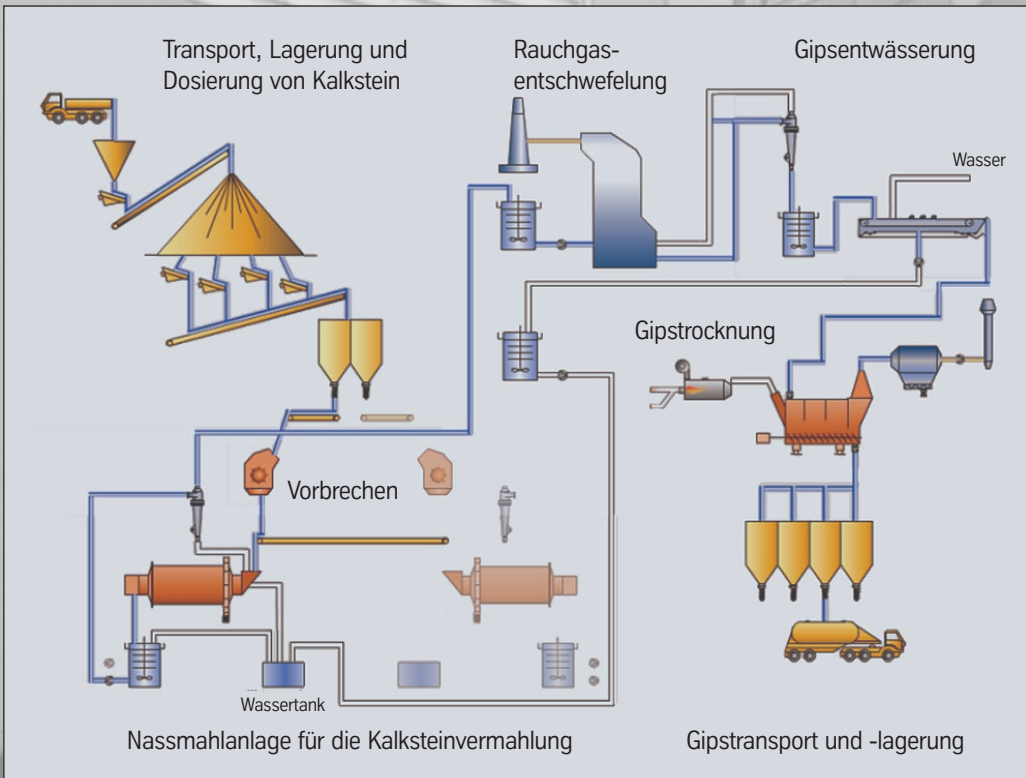 Transport, Lagerung und
Dosierung von Kalkstein
Rauchgas-
entschwefelung
Gipsentwässerung
Wasser
Gipstrocknung
Vorbrechen
Wassertank
Nassmahlanlage für die Kalksteinvermahlung
Gipstransport und -lagerung